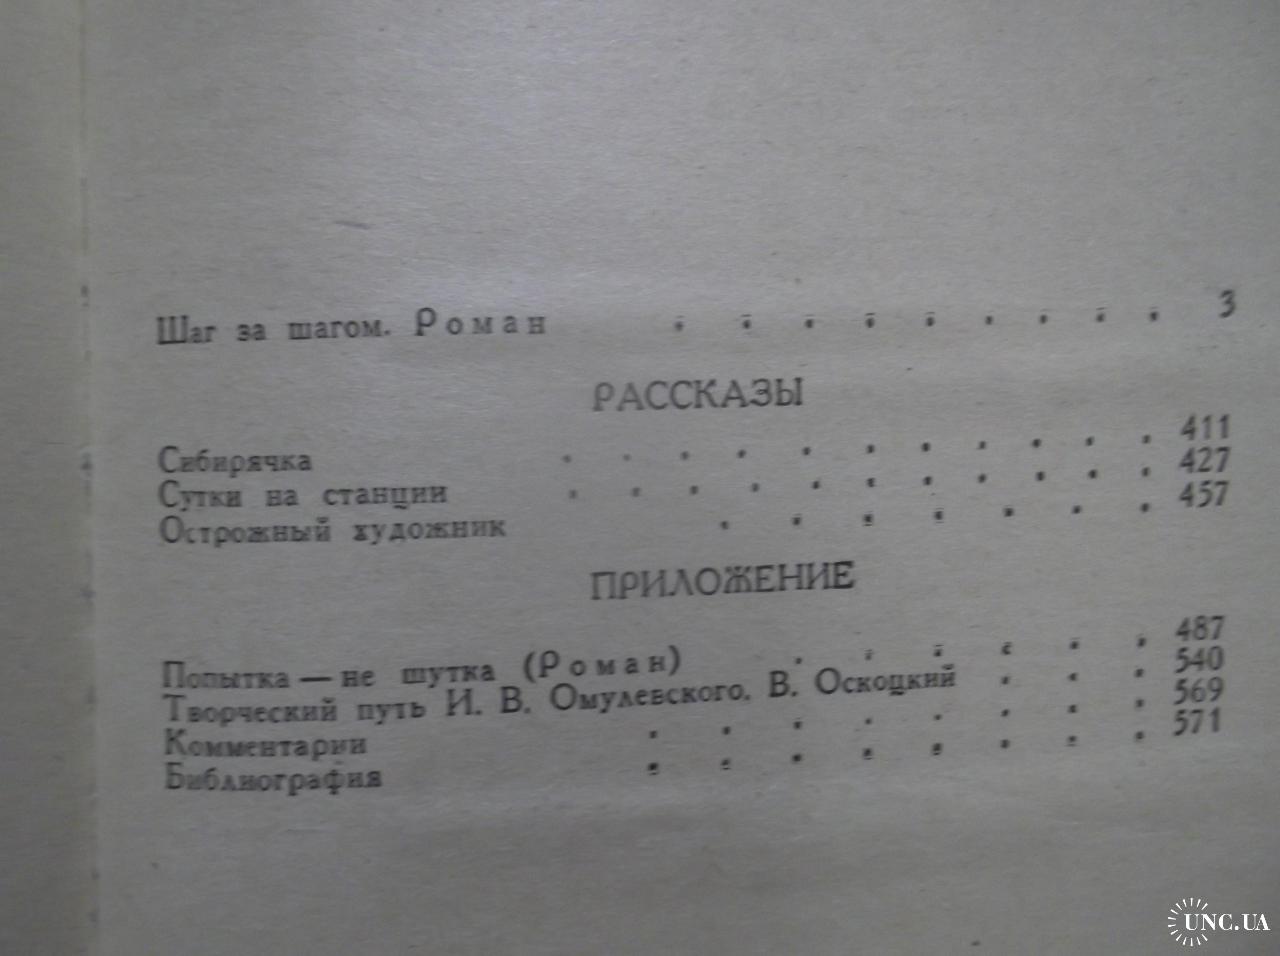 Шаг за шагом. Роман . . . . . . . . . 3
РАССКАЗЫ
Сибирячка . . . . . . . . . . . 411
Сутки на станции . . . . . . . . . . 427
Острожный художник . . . . . . . 457
ПРИЛОЖЕНИЕ
Попытка — не шутка (Роман) . . . . . . 487
Творческий путь И. В. Омулевского. В. Оскоцкий . . . 540
Комментарии . . . . . . . . 569
Библиография . . . . . . . . 571
UNC.UA